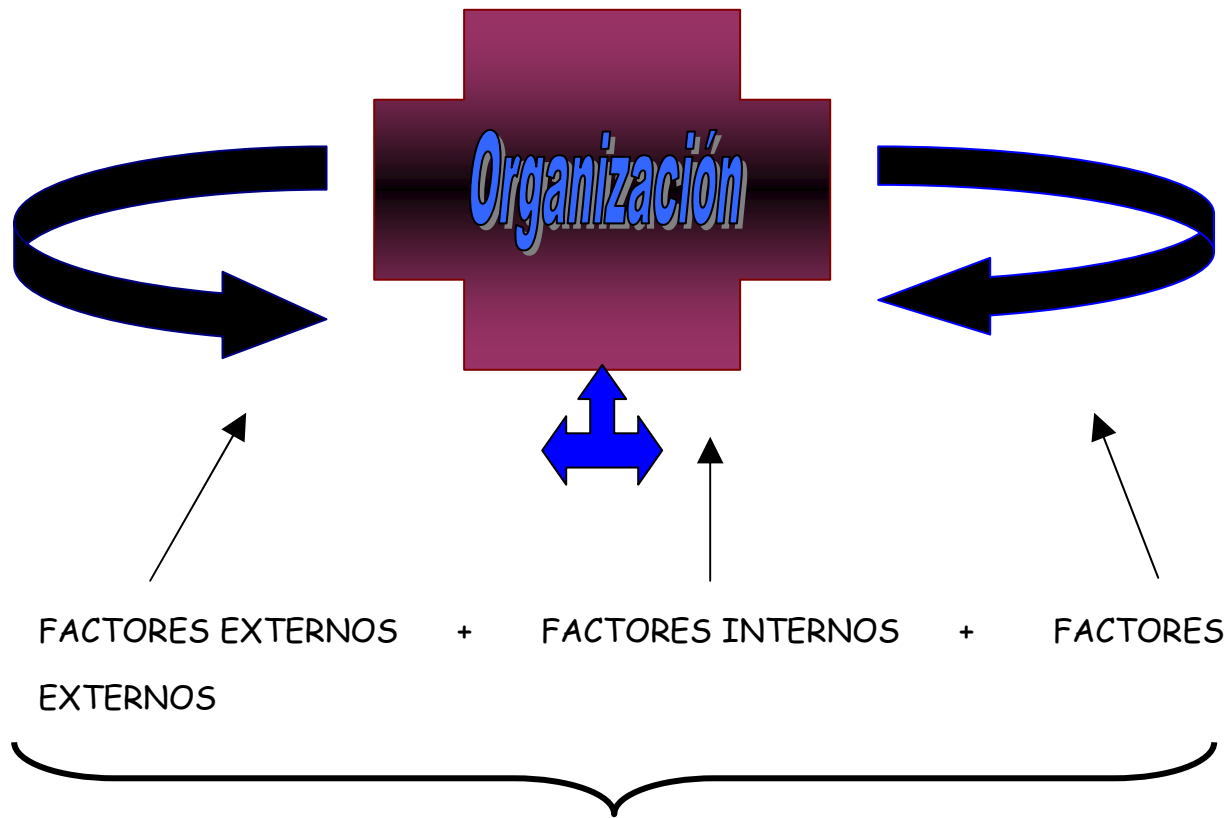 Organización
FACTORES EXTERNOS + FACTORES INTERNOS + FACTORES
EXTERNOS